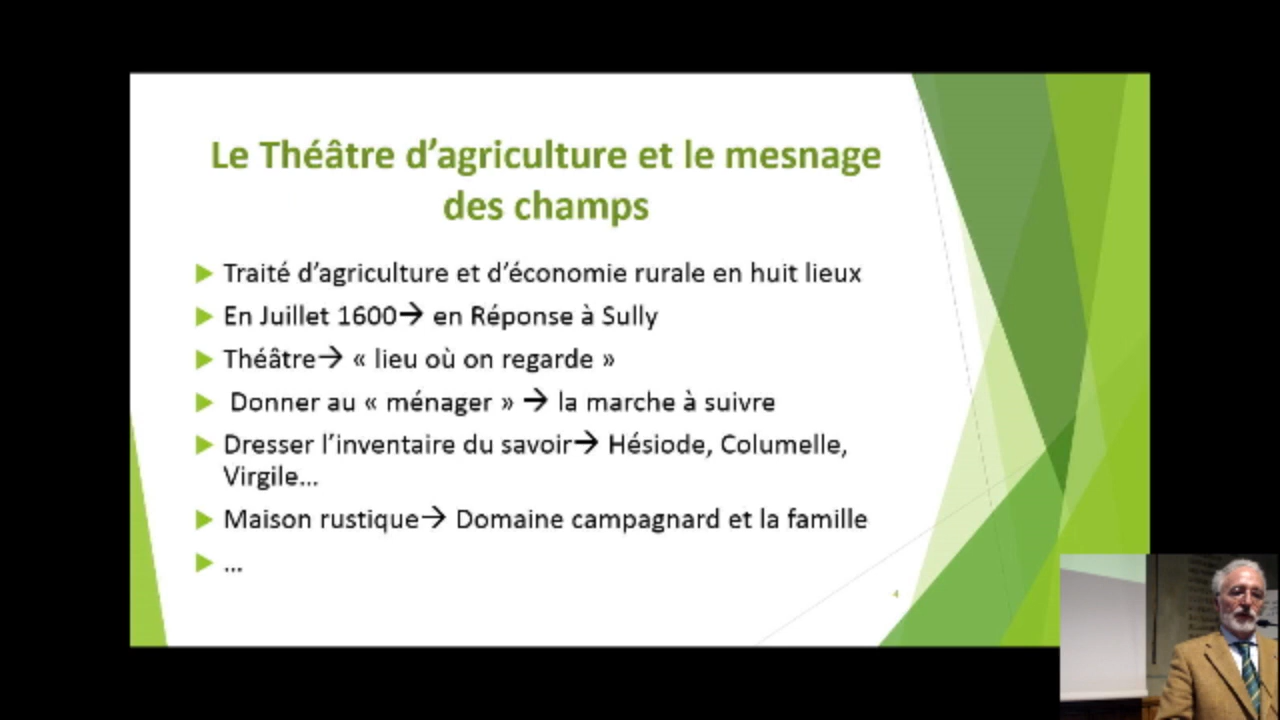 Le Théâtre d’agriculture et le mesnage
des champs
Traité d’agriculture et d’économie rurale en huit lieux
En Juillet 1600→ en Réponse à Sully
Théâtre→ « lieu où on regarde »
Donner au « ménager » → la marche à suivre
Dresser l’inventaire du savoir→ Hésiode, Columelle,
Virgile…
Maison rustique→ Domaine campagnard et la famille
…
4